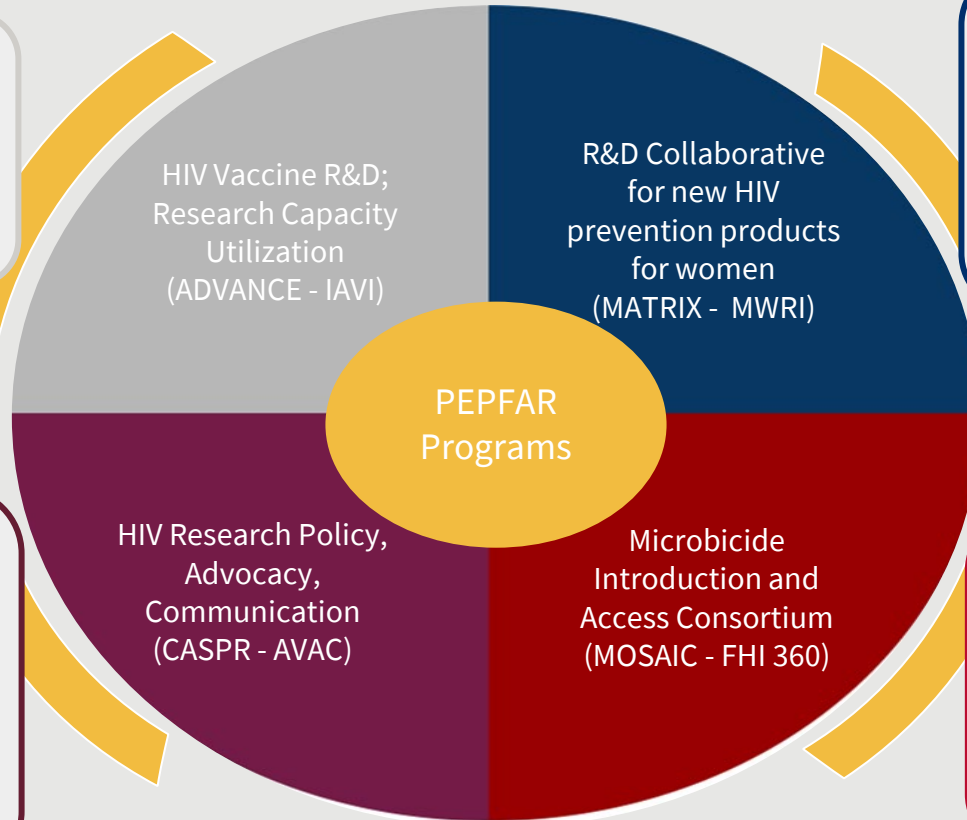 HIV Vaccine R&D;
Research Capacity
Utilization
(ADVANCE - IAVI)
R&D Collaborative
for new HIV
prevention products
for women
(MATRIX - MWRI)
PEPFAR
Programs
HIV Research Policy,
Advocacy,
Communication
(CASPR - AVAC)
Microbicide
Introduction and
Access Consortium
(MOSAIC - FHI 360)